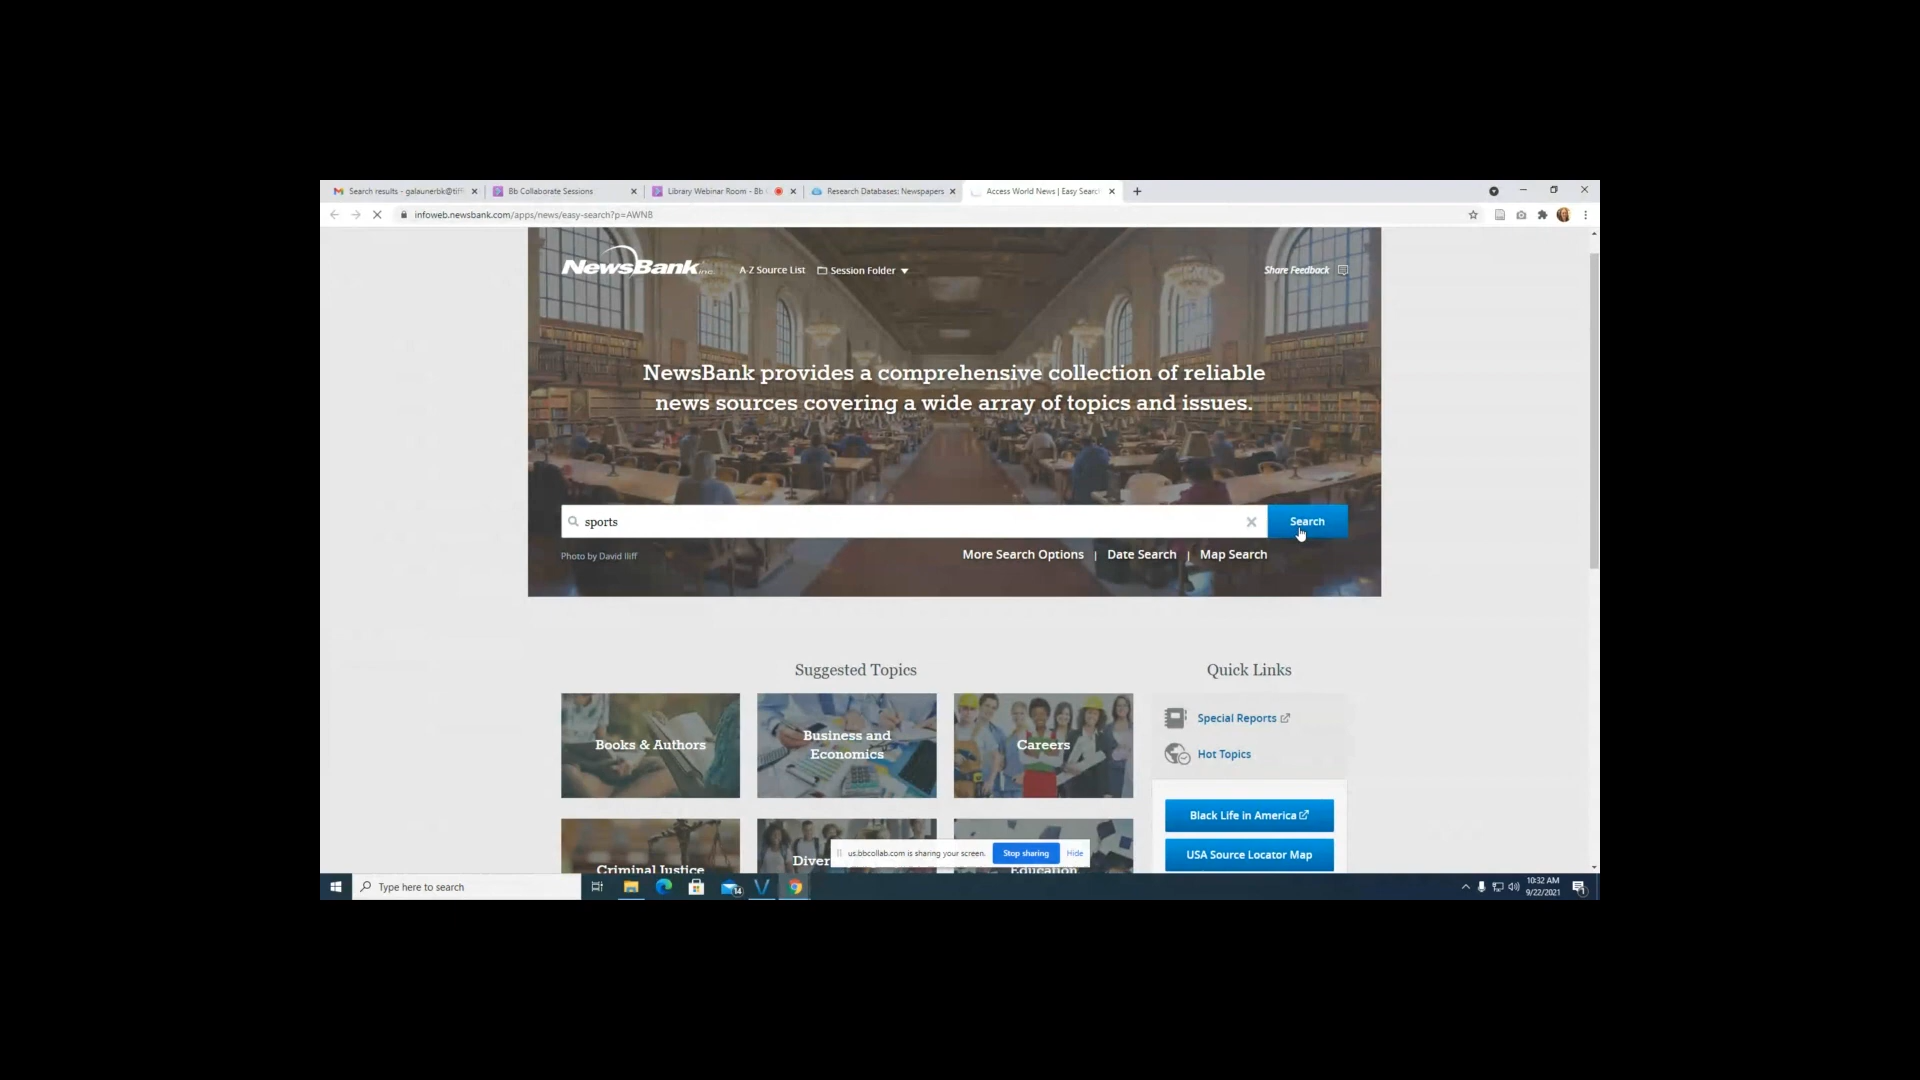 Search results - galaunerbk@tiff
Bb Collaborate Sessions
Library Webinar Room - Bb
Research Databases: Newspapers
Access World News | Easy Search
infoweb.newsbank.com/apps/news/easy-search?p=AWNB
NewsBank inc.
A-Z Source List
Session Folder
Share Feedback
NewsBank provides a comprehensive collection of reliable
news sources covering a wide array of topics and issues.
sports
Search
Photo by David Iliff
More Search Options | Date Search | Map Search
Suggested Topics
Quick Links
Books & Authors
Business and
Economics
Careers
Special Reports
Hot Topics
Black Life in America
USA Source Locator Map
Criminal Justice
Diver
Education
us.bbcollab.com is sharing your screen.
Stop sharing
Hide
Type here to search
14
10:32 AM
9/22/2021
1